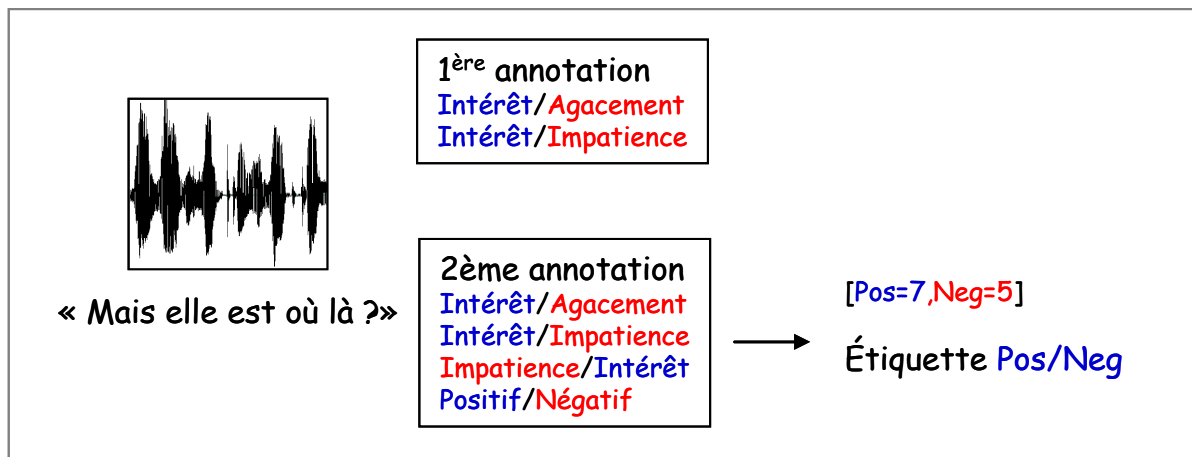 1ère annotation
Intérêt/Agacement
Intérêt/Impatience
« Mais elle est où là ?»
2ème annotation
Intérêt/Agacement
Intérêt/Impatience
Impatience/Intérêt
Positif/Négatif
[Pos=7,Neg=5]
Étiquette Pos/Neg